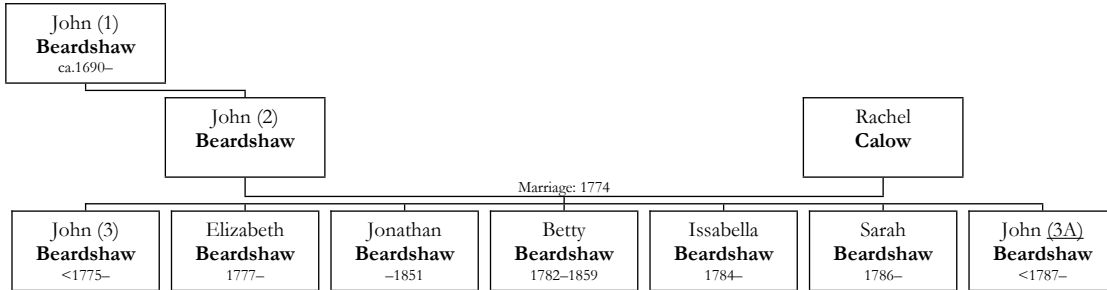 John (1)
Beardshaw
ca.1690–
John (2)
Beardshaw
Rachel
Calow
Marriage: 1774
John (3)
Beardshaw
<1775–
Elizabeth
Beardshaw
1777–
Jonathan
Beardshaw
–1851
Betty
Beardshaw
1782–1859
Issabella
Beardshaw
1784–
Sarah
Beardshaw
1786–
John (3A)
Beardshaw
<1787–